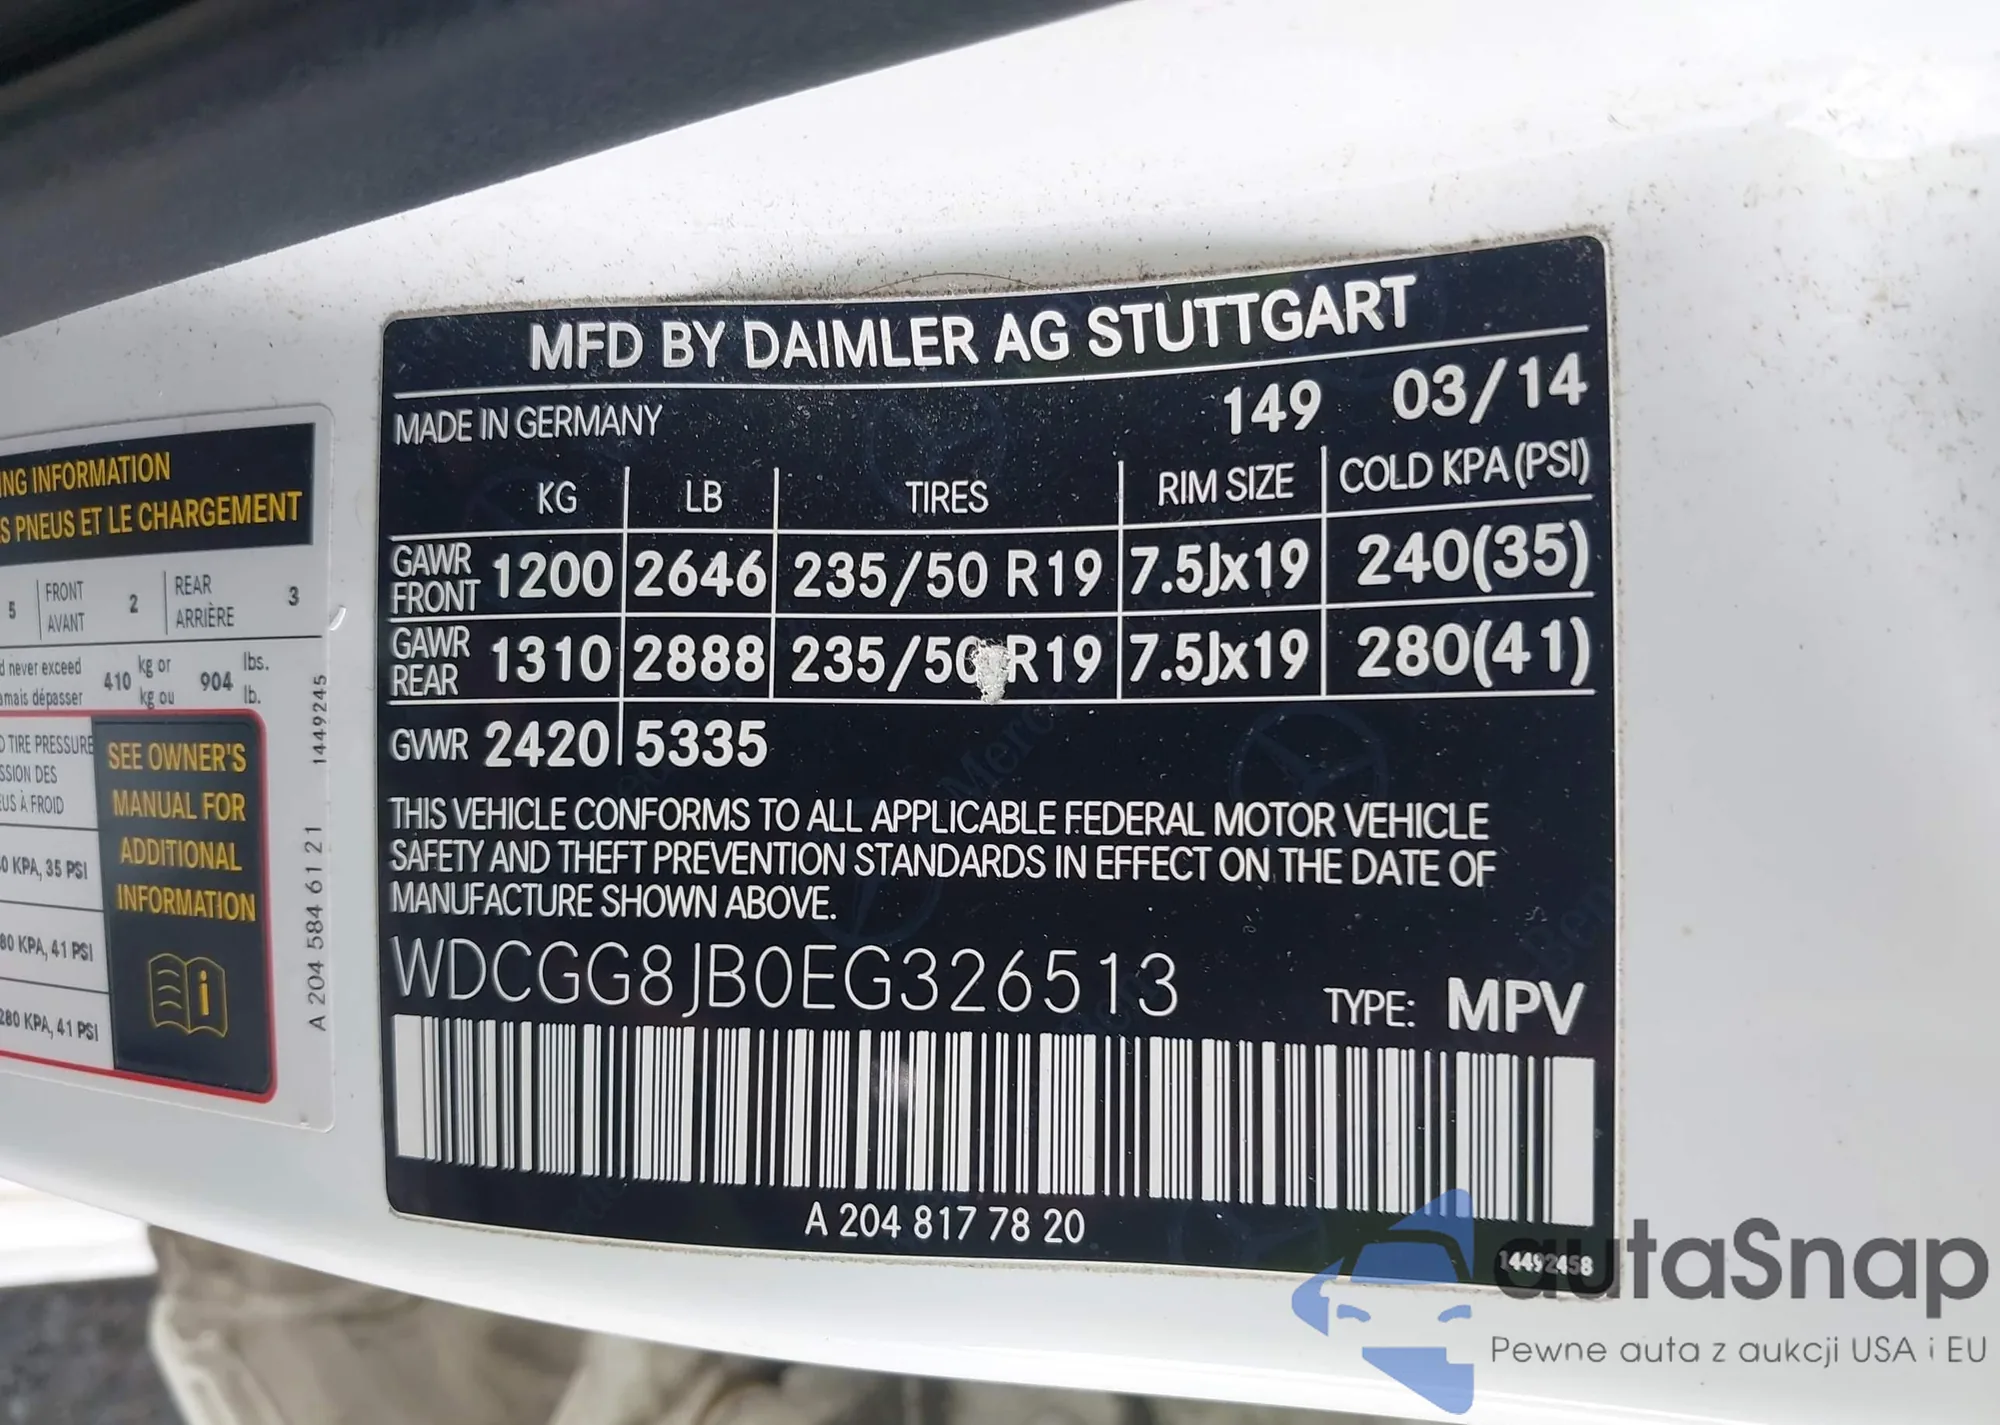 MFD BY DAIMLER AG STUTTGART
MADE IN GERMANY 149 03/14
KG LB TIRES RIM SIZE COLD KPA (PSI)
GAWR FRONT 1200 2646 235/50 R19 7.5Jx19 240(35)
GAWR REAR 1310 2888 235/50 R19 7.5Jx19 280(41)
GVWR 2420 5335
THIS VEHICLE CONFORMS TO ALL APPLICABLE FEDERAL MOTOR VEHICLE
SAFETY AND THEFT PREVENTION STANDARDS IN EFFECT ON THE DATE OF
MANUFACTURE SHOWN ABOVE.
WDCGG8JB0EG326513 TYPE: MPV
A 204 817 78 20
14492458
INFORMATION
PNEUS ET LE CHARGEMENT
5 FRONT AVANT 2 REAR ARRIÈRE 3
never exceed
dépasser
410 kg or kg ou 904 lbs. lb.
TIRE PRESSURE
DES
À FROID
KPA, 35 PSI
KPA, 41 PSI
280 KPA, 41 PSI
SEE OWNER'S
MANUAL FOR
ADDITIONAL
INFORMATION
i
A 204 584 61 21 1449245
autaSnap
Pewne auta z aukcji USA i EU